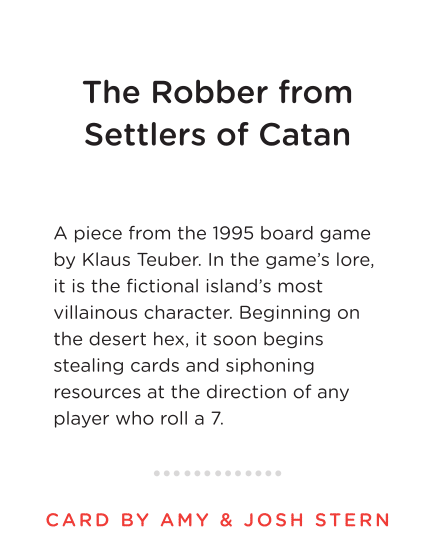 The Robber from
Settlers of Catan
A piece from the 1995 board game
by Klaus Teuber. In the game’s lore,
it is the fictional island’s most
villainous character. Beginning on
the desert hex, it soon begins
stealing cards and siphoning
resources at the direction of any
player who roll a 7.
CARD BY AMY & JOSH STERN